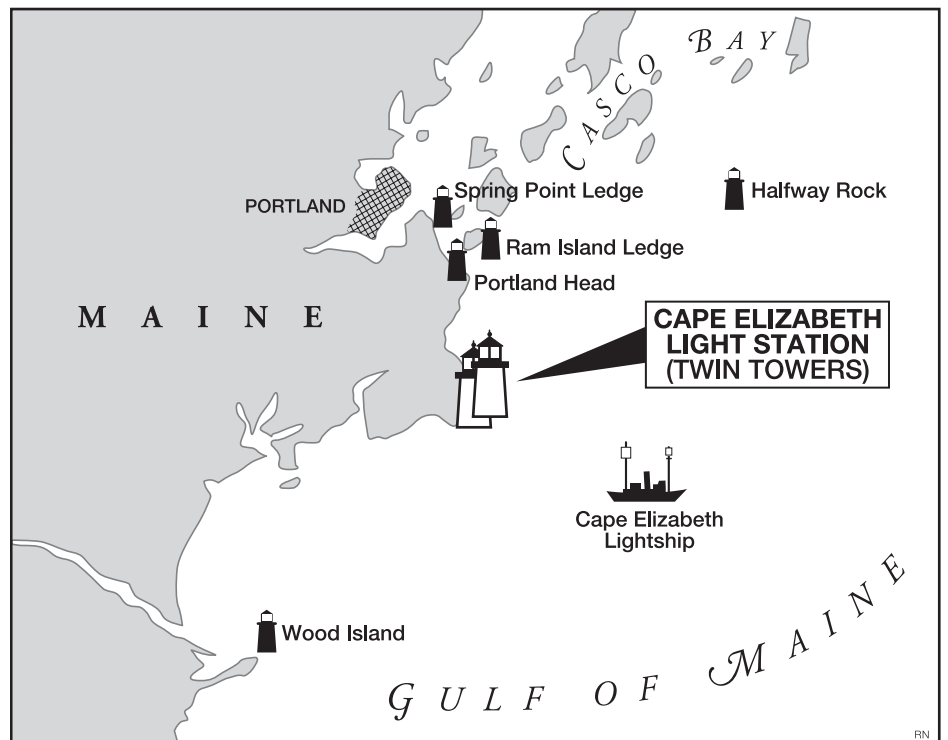 CASCO BAY
PORTLAND
Spring Point Ledge
Halfway Rock
Ram Island Ledge
Portland Head
MAINE
CAPE ELIZABETH
LIGHT STATION
(TWIN TOWERS)
Cape Elizabeth
Lightship
Wood Island
GULF OF MAINE
RN